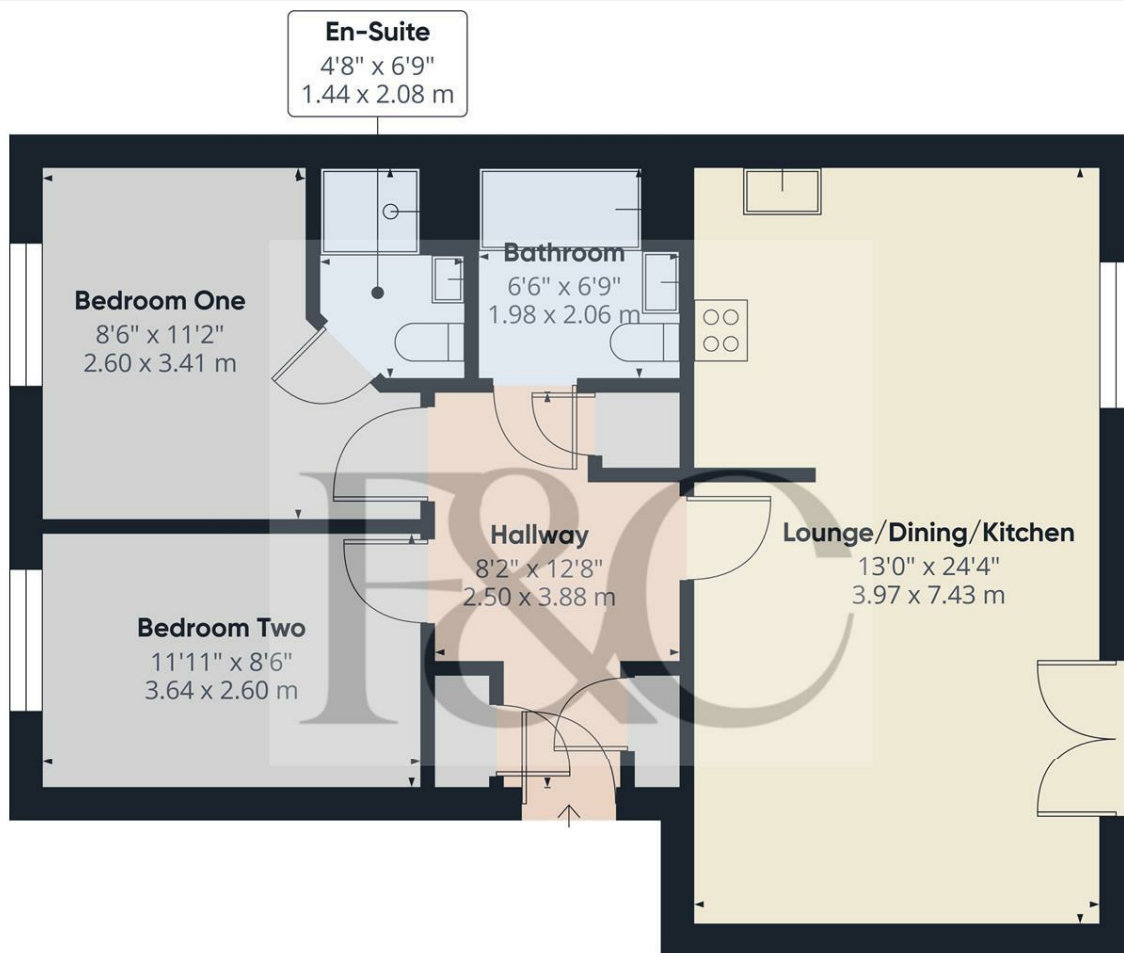 En-Suite
4'8" x 6'9"
1.44 x 2.08 m
Bathroom
6'6" x 6'9"
1.98 x 2.06 m
Bedroom One
8'6" x 11'2"
2.60 x 3.41 m
Hallway
8'2" x 12'8"
2.50 x 3.88 m
Lounge/Dining/Kitchen
13'0" x 24'4"
3.97 x 7.43 m
Bedroom Two
11'11" x 8'6"
3.64 x 2.60 m
F&C